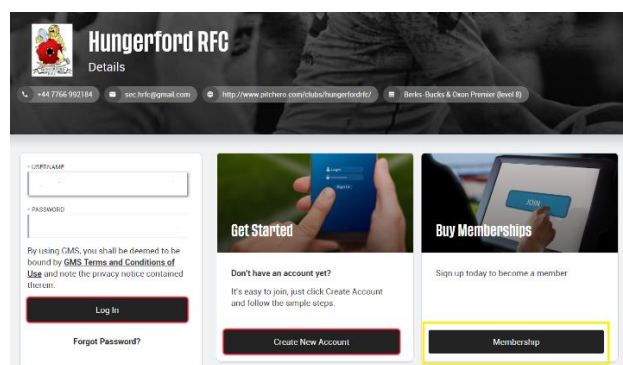 Hungerford RFC
Details
+44 7766 992184
sec.hrfc@gmail.com
http://www.pitchero.com/clubs/hungerfordrfc/
Berks-Bucks & Oxon Premier (level 8)
USERNAME
PASSWORD
By using GMS, you shall be deemed to be
bound by GMS Terms and Conditions of
Use and note the privacy notice contained
therein.
Log In
Forgot Password?
Get Started
Don't have an account yet?
It's easy to join, just click Create Account
and follow the simple steps.
Create New Account
JOIN
Buy Memberships
Sign up today to become a member
Membership